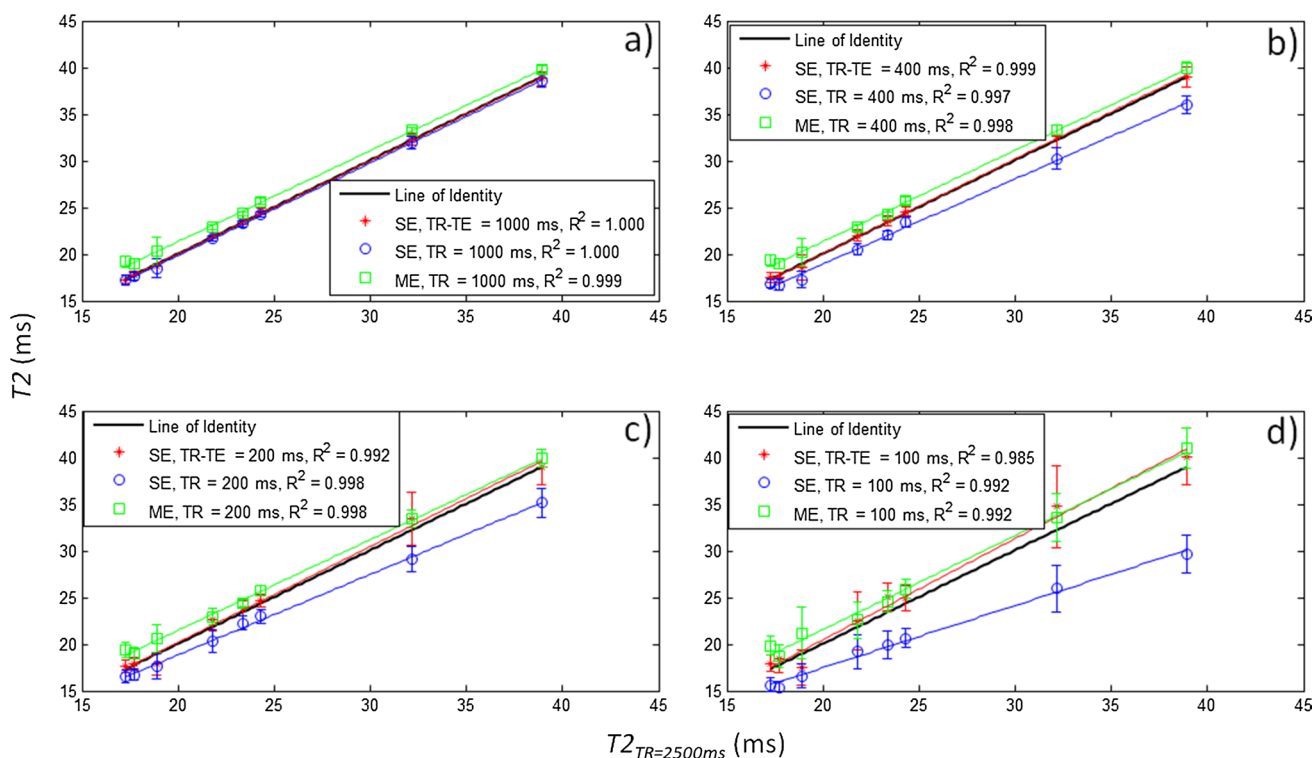 a)
45
40
35
30
25
20
15
Line of Identity
SE, TR-TE = 1000 ms, R² = 1.000
SE, TR = 1000 ms, R² = 1.000
ME, TR = 1000 ms, R² = 0.999
15 20 25 30 35 40 45
b)
45
40
35
30
25
20
15
Line of Identity
SE, TR-TE = 400 ms, R² = 0.999
SE, TR = 400 ms, R² = 0.997
ME, TR = 400 ms, R² = 0.998
15 20 25 30 35 40 45
T2 (ms)
c)
45
40
35
30
25
20
15
Line of Identity
SE, TR-TE = 200 ms, R² = 0.992
SE, TR = 200 ms, R² = 0.998
ME, TR = 200 ms, R² = 0.998
15 20 25 30 35 40 45
d)
45
40
35
30
25
20
15
Line of Identity
SE, TR-TE = 100 ms, R² = 0.985
SE, TR = 100 ms, R² = 0.992
ME, TR = 100 ms, R² = 0.992
15 20 25 30 35 40 45
T2TR=2500ms (ms)